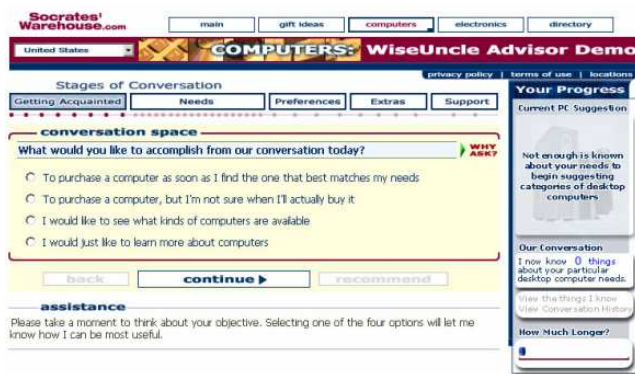 Socrates'
Warehouse.com
main
gift ideas
computers
electronics
directory
United States
COMPUTERS: WiseUncle Advisor Demo
privacy policy | terms of use | locations
Stages of Conversation
Getting Acquainted
Needs
Preferences
Extras
Support
conversation space
What would you like to accomplish from our conversation today?
WHY
ASK?
To purchase a computer as soon as I find the one that best matches my needs
To purchase a computer, but I'm not sure when I'll actually buy it
I would like to see what kinds of computers are available
I would just like to learn more about computers
back
continue
recommend
assistance
Please take a moment to think about your objective. Selecting one of the four options will let me
know how I can be most useful.
Your Progress
Current PC Suggestion
Not enough is known
about your needs to
begin suggesting
categories of desktop
computers
Our Conversation
I now know 0 things
about your particular
desktop computer needs.
View the things I know
View Conversation History
How Much Longer?